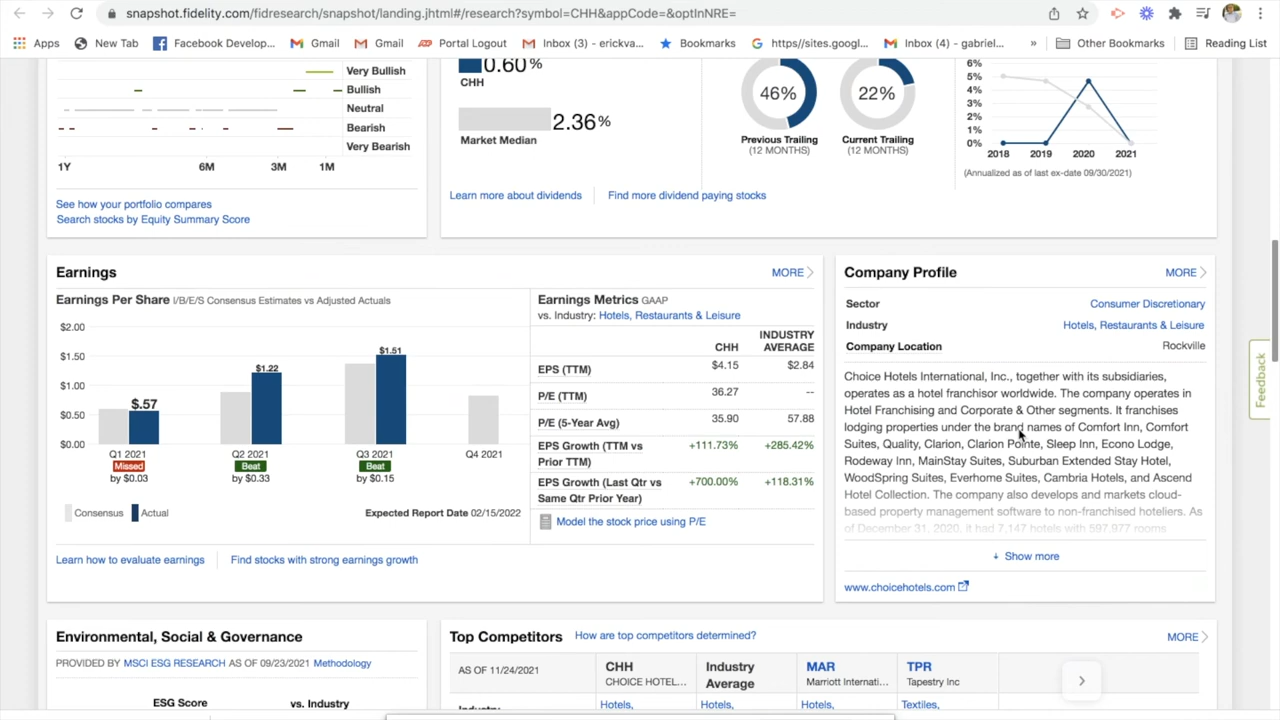 snapshot.fidelity.com/fidresearch/snapshot/landing.jhtml#/research?symbol=CHH&appCode=&optInNRE=
Apps New Tab Facebook Develop... Gmail Gmail Portal Logout Inbox (3) - erickva... Bookmarks https//sites.googl... Inbox (4) - gabriel... » Other Bookmarks Reading List
Very Bullish
Bullish
Neutral
Bearish
Very Bearish
1Y 6M 3M 1M
See how your portfolio compares
Search stocks by Equity Summary Score
0.60%
CHH
2.36%
Market Median
46%
Previous Trailing
(12 MONTHS)
22%
Current Trailing
(12 MONTHS)
6%
5%
4%
3%
2%
1%
0%
2018 2019 2020 2021
(Annualized as of last ex-date 09/30/2021)
Learn more about dividends Find more dividend paying stocks
Earnings MORE
Earnings Per Share I/B/E/S Consensus Estimates vs Adjusted Actuals
$2.00
$1.50
$1.00
$0.50
$0.00
$.57
$1.22
$1.51
Q1 2021 Q2 2021 Q3 2021 Q4 2021
Missed Beat Beat
by $0.03 by $0.33 by $0.15
Consensus Actual Expected Report Date 02/15/2022
Earnings Metrics GAAP
vs. Industry: Hotels, Restaurants & Leisure
CHH INDUSTRY AVERAGE
EPS (TTM) $4.15 $2.84
P/E (TTM) 36.27 --
P/E (5-Year Avg) 35.90 57.88
EPS Growth (TTM vs +111.73% +285.42%
Prior TTM)
EPS Growth (Last Qtr vs +700.00% +118.31%
Same Qtr Prior Year)
Model the stock price using P/E
Learn how to evaluate earnings Find stocks with strong earnings growth
Company Profile MORE
Sector Consumer Discretionary
Industry Hotels, Restaurants & Leisure
Company Location Rockville
Choice Hotels International, Inc., together with its subsidiaries,
operates as a hotel franchisor worldwide. The company operates in
Hotel Franchising and Corporate & Other segments. It franchises
lodging properties under the brand names of Comfort Inn, Comfort
Suites, Quality, Clarion, Clarion Pointe, Sleep Inn, Econo Lodge,
Rodeway Inn, MainStay Suites, Suburban Extended Stay Hotel,
WoodSpring Suites, Everhome Suites, Cambria Hotels, and Ascend
Hotel Collection. The company also develops and markets cloud-
based property management software to non-franchised hoteliers. As
of December 31, 2020, it had 7,147 hotels with 597,977 rooms
Show more
www.choicehotels.com
Feedback
Environmental, Social & Governance
PROVIDED BY MSCI ESG RESEARCH AS OF 09/23/2021 Methodology
ESG Score vs. Industry
Top Competitors How are top competitors determined? MORE
AS OF 11/24/2021
CHH
CHOICE HOTEL...
Industry
Average
MAR
Marriott Internati...
TPR
Tapestry Inc
Industry
Hotels, Hotels, Hotels, Textiles,